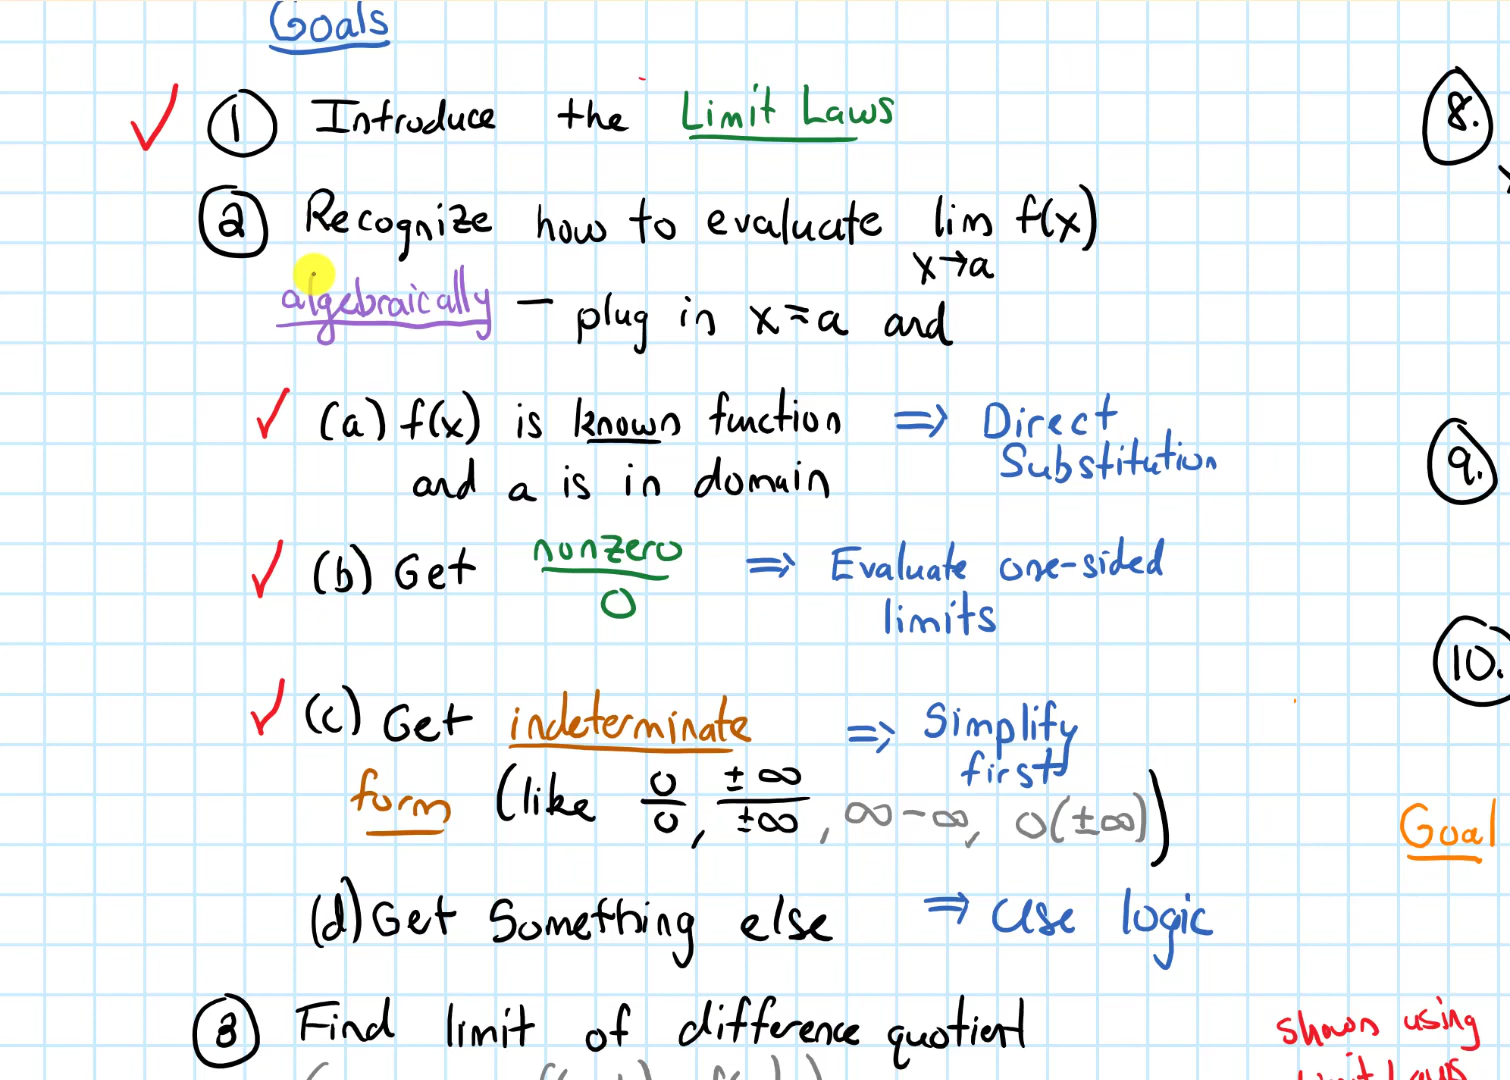 Goals
✓ ① Introduce the Limit Laws
② Recognize how to evaluate lim f(x)
x→a
algebraically – plug in x=a and
✓ (a) f(x) is known function ⇒ Direct
Substitution
and a is in domain
✓ (b) Get nonzero/0 ⇒ Evaluate one-sided
limits
✓ (c) Get indeterminate ⇒ Simplify
first
form (like 0/0, ±∞/±∞, ∞-∞, 0(±∞))
(d) Get Something else ⇒ Use logic
③ Find limit of difference quotient
8.
9.
10.
Goal
shown using